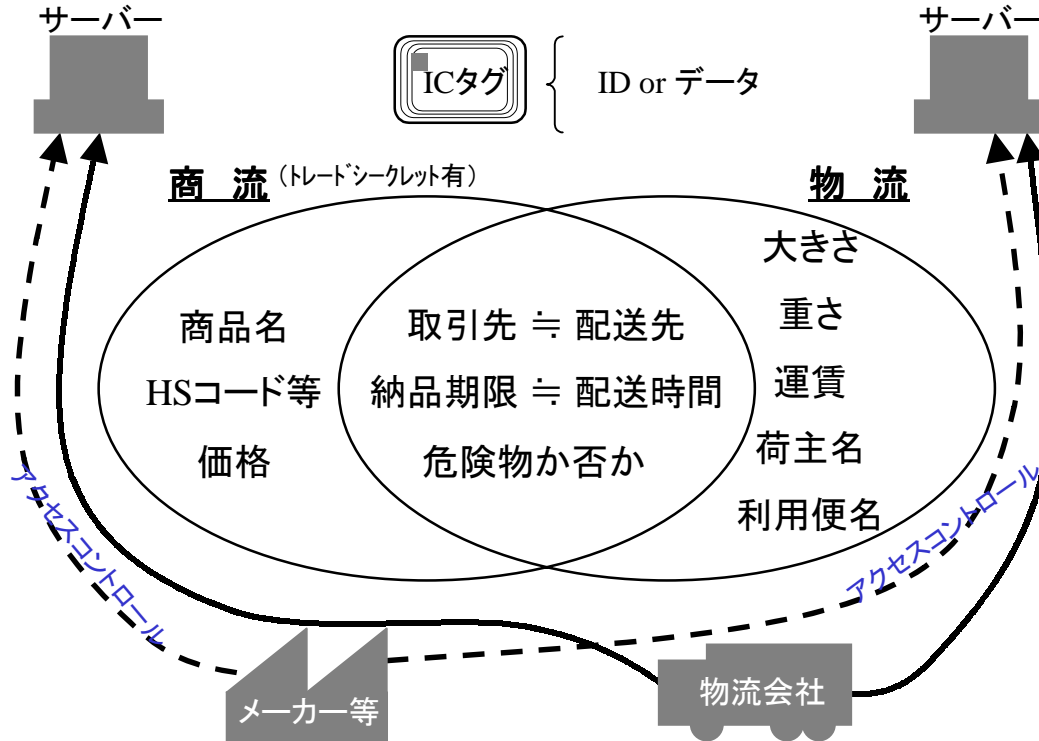 サーバー
サーバー
ICタグ
ID or データ
商 流 (ﾄﾚｰﾄﾞｼｰｸﾚｯﾄ有)
物 流
大きさ
商品名
取引先 ≒ 配送先
重さ
HSコード等
納品期限 ≒ 配送時間
運賃
価格
危険物か否か
荷主名
利用便名
アクセスコントロール
アクセスコントロール
メーカー等
物流会社